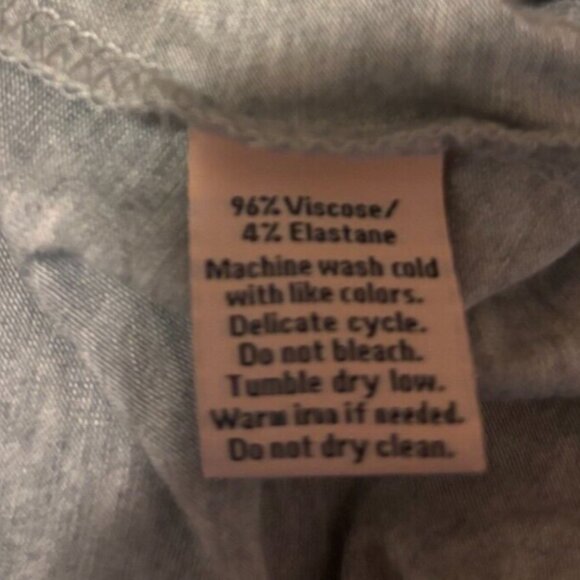 96% Viscose/
4% Elastane
Machine wash cold
with like colors.
Delicate cycle.
Do not bleach.
Tumble dry low.
Warm iron if needed.
Do not dry clean.